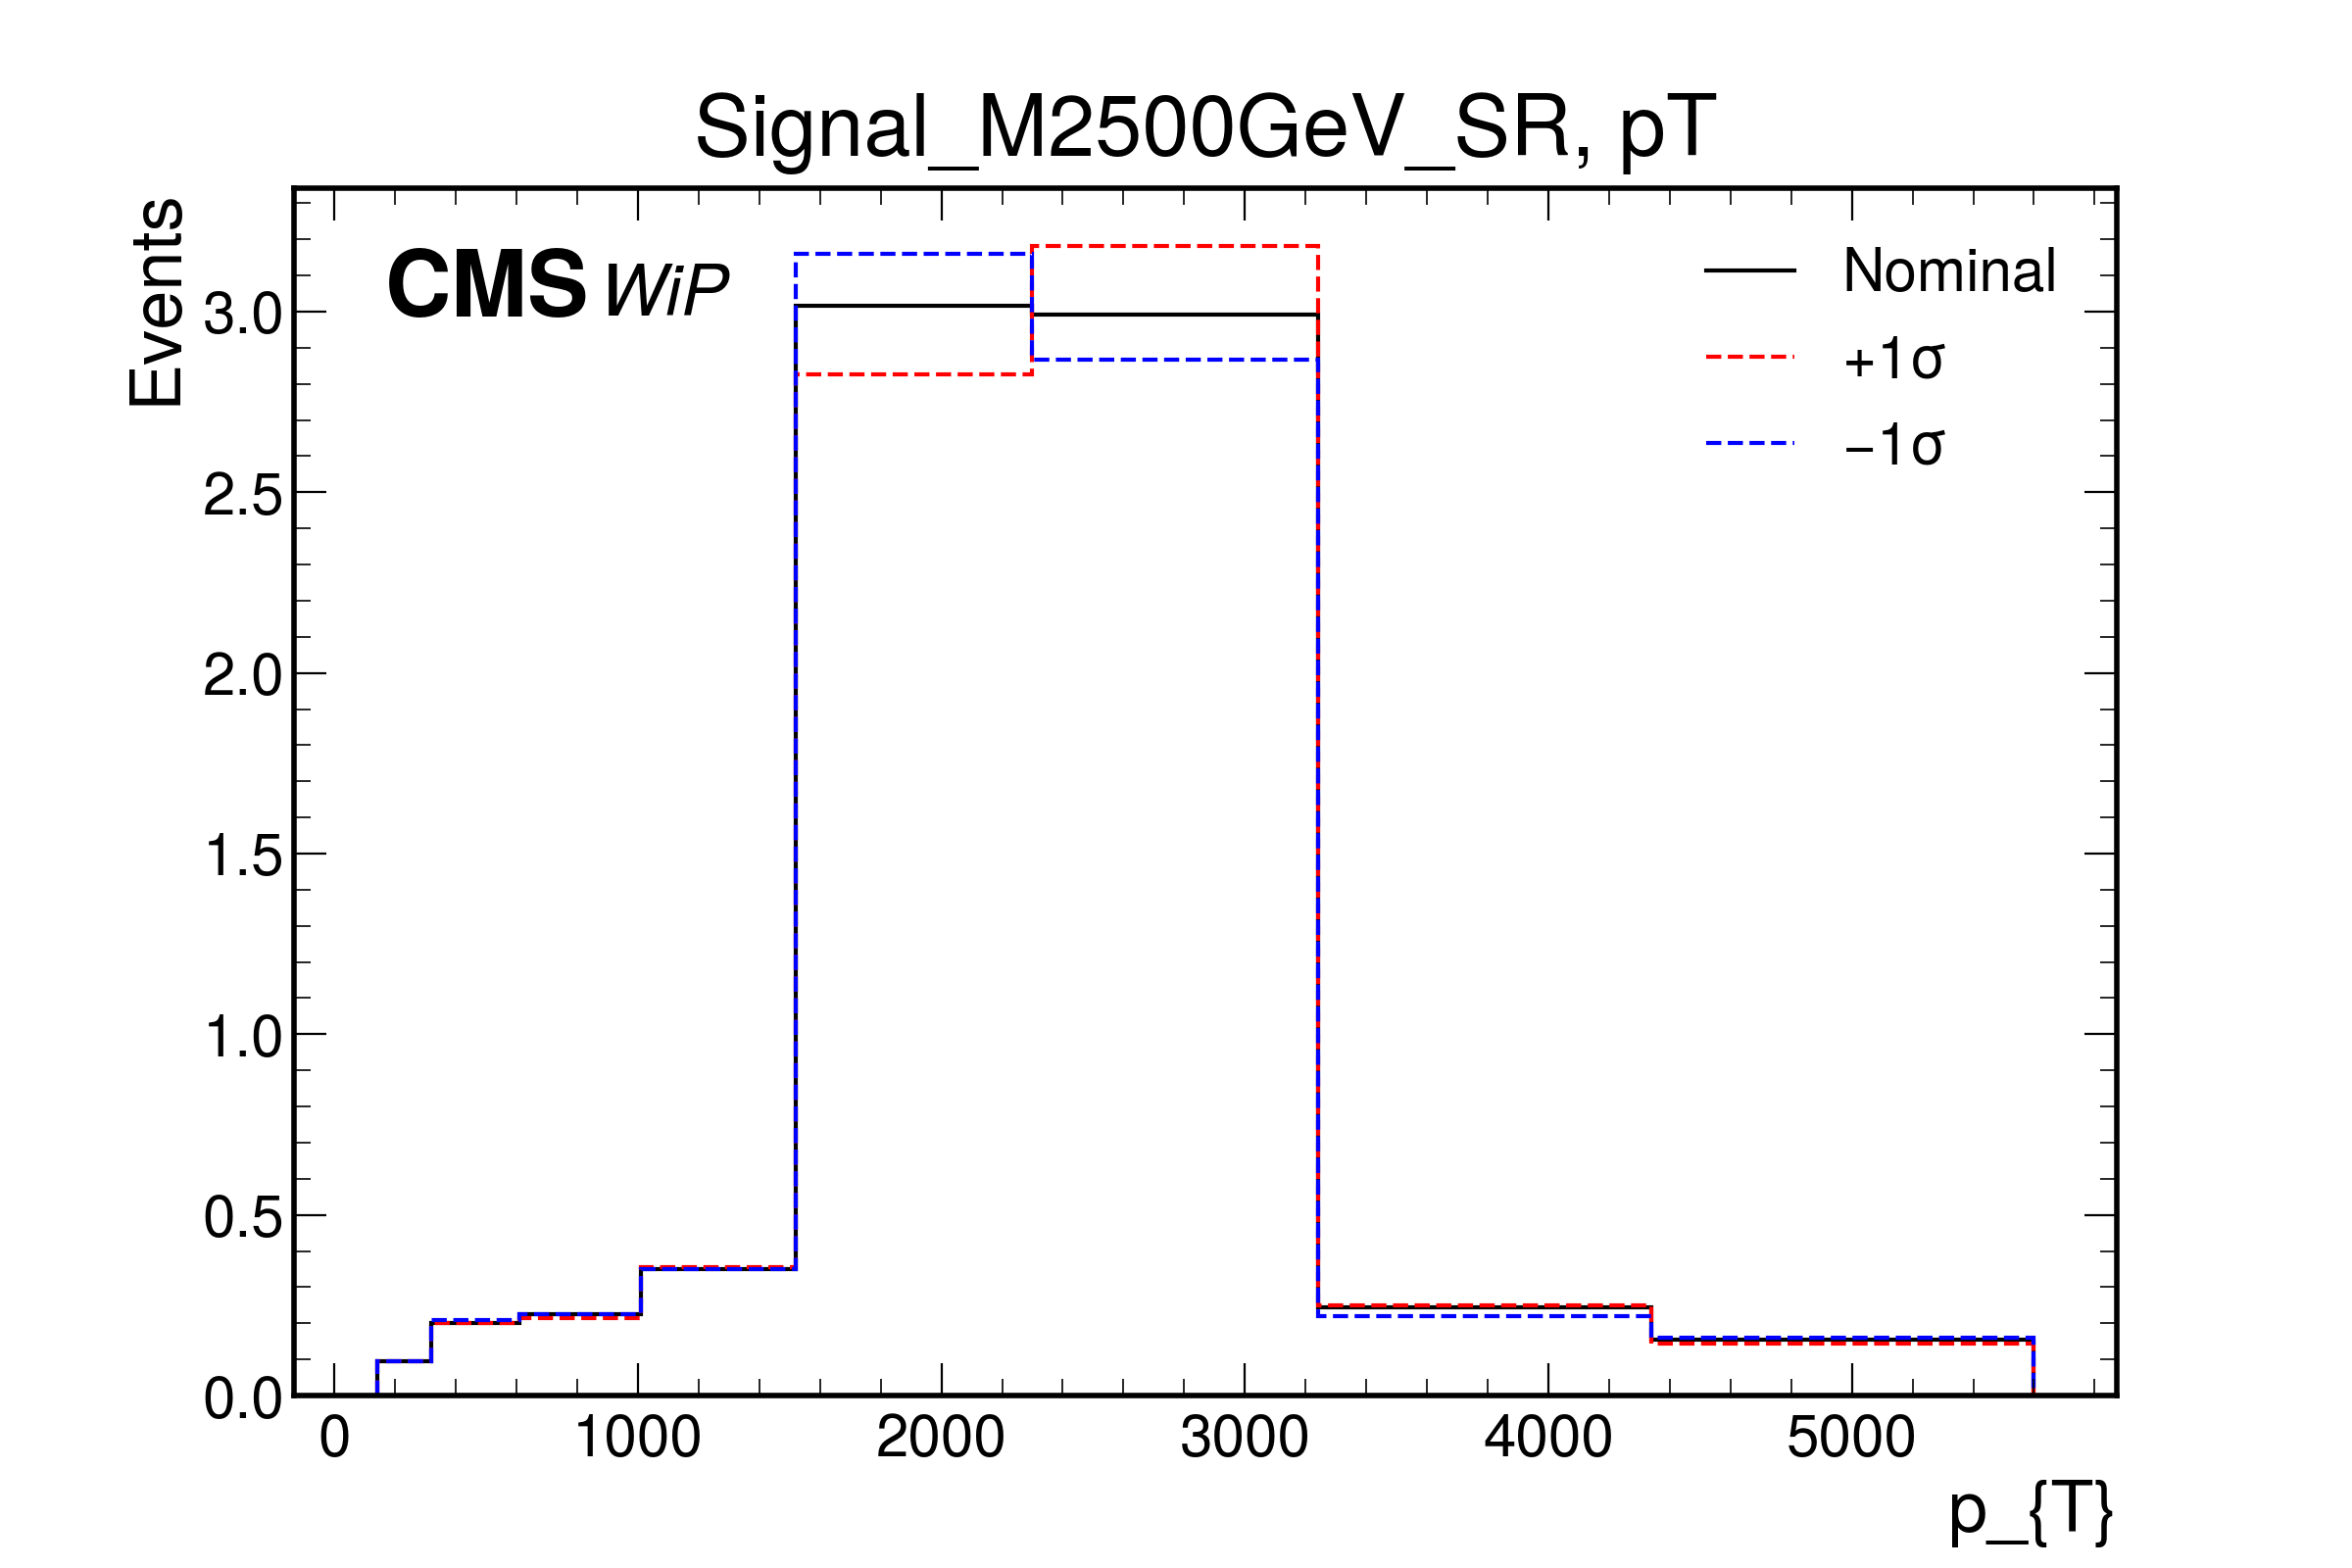 Signal_M2500GeV_SR, pT
Events
CMS WiP
Nominal
+1σ
−1σ
3.0
2.5
2.0
1.5
1.0
0.5
0.0
0 1000 2000 3000 4000 5000
p_{T}